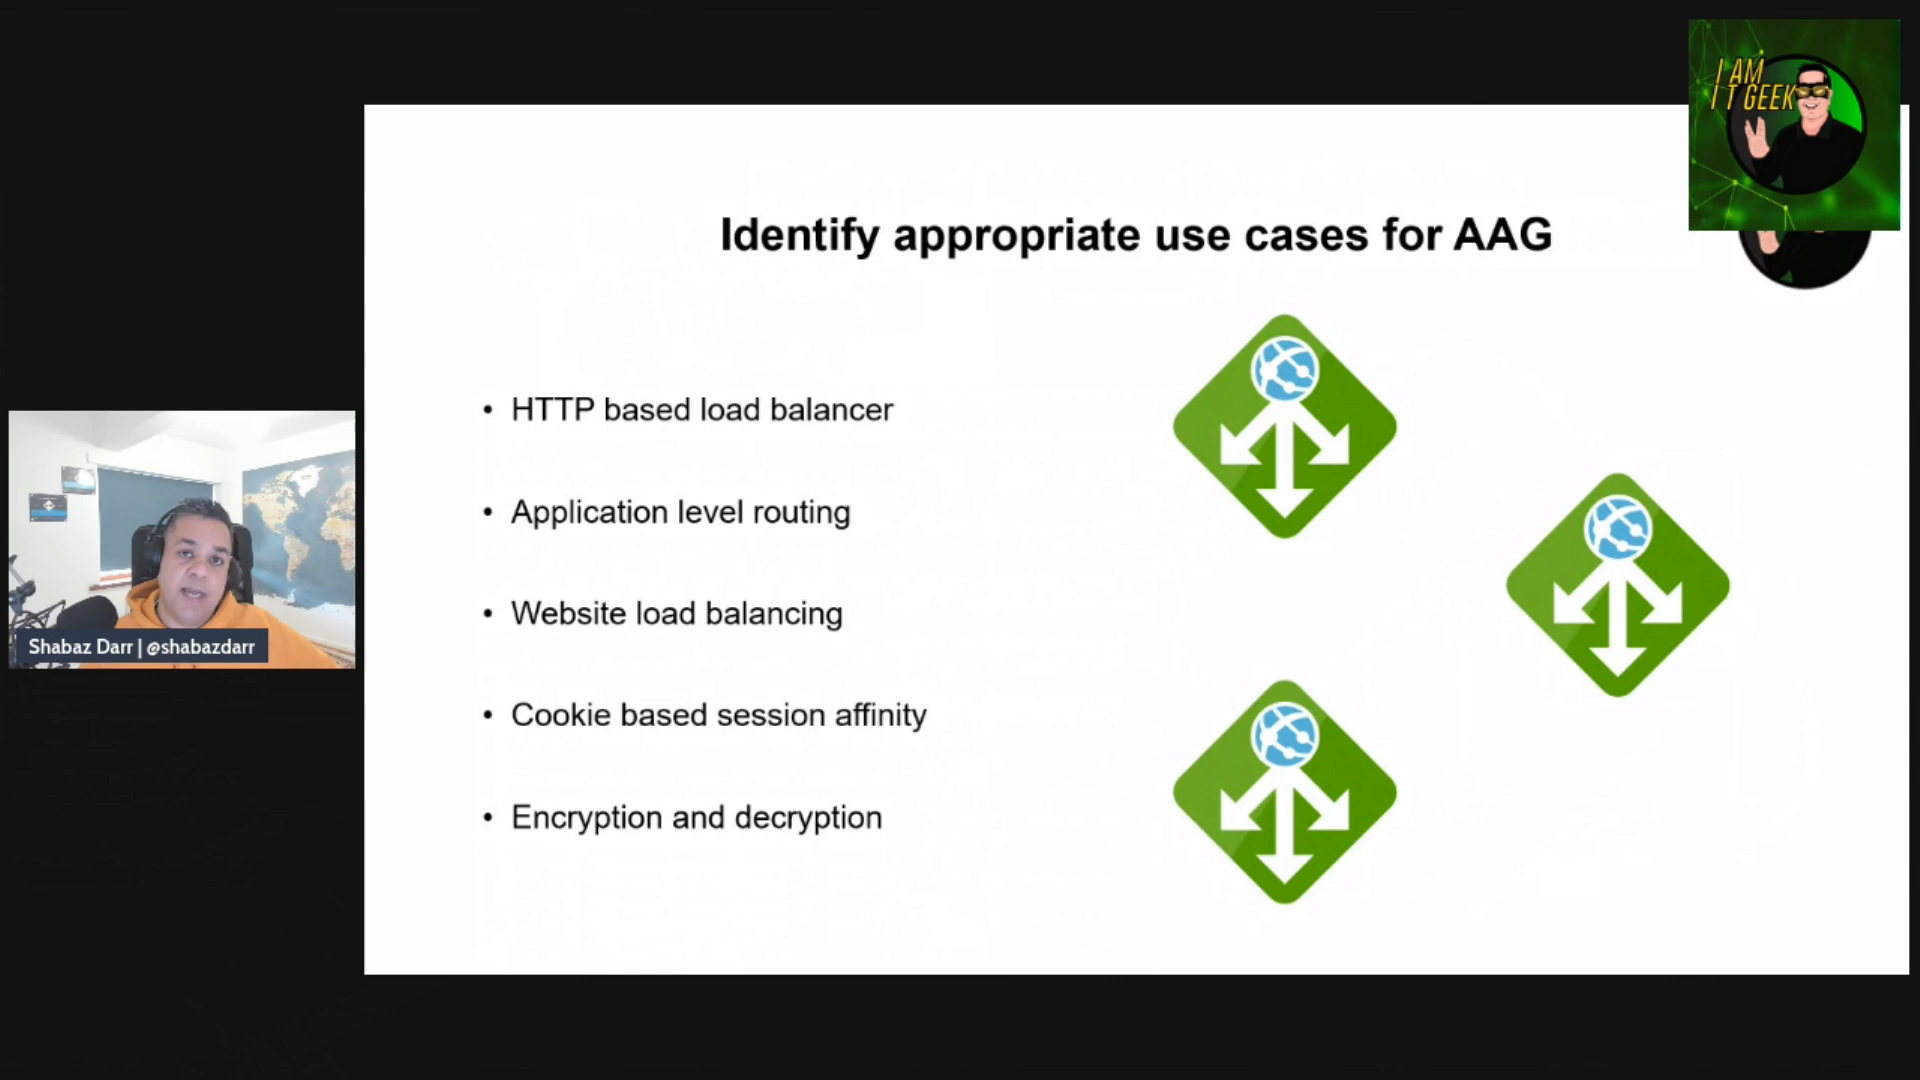 I AM
I T GEEK
Identify appropriate use cases for AAG
• HTTP based load balancer
• Application level routing
• Website load balancing
• Cookie based session affinity
• Encryption and decryption
Shabaz Darr | @shabazdarr